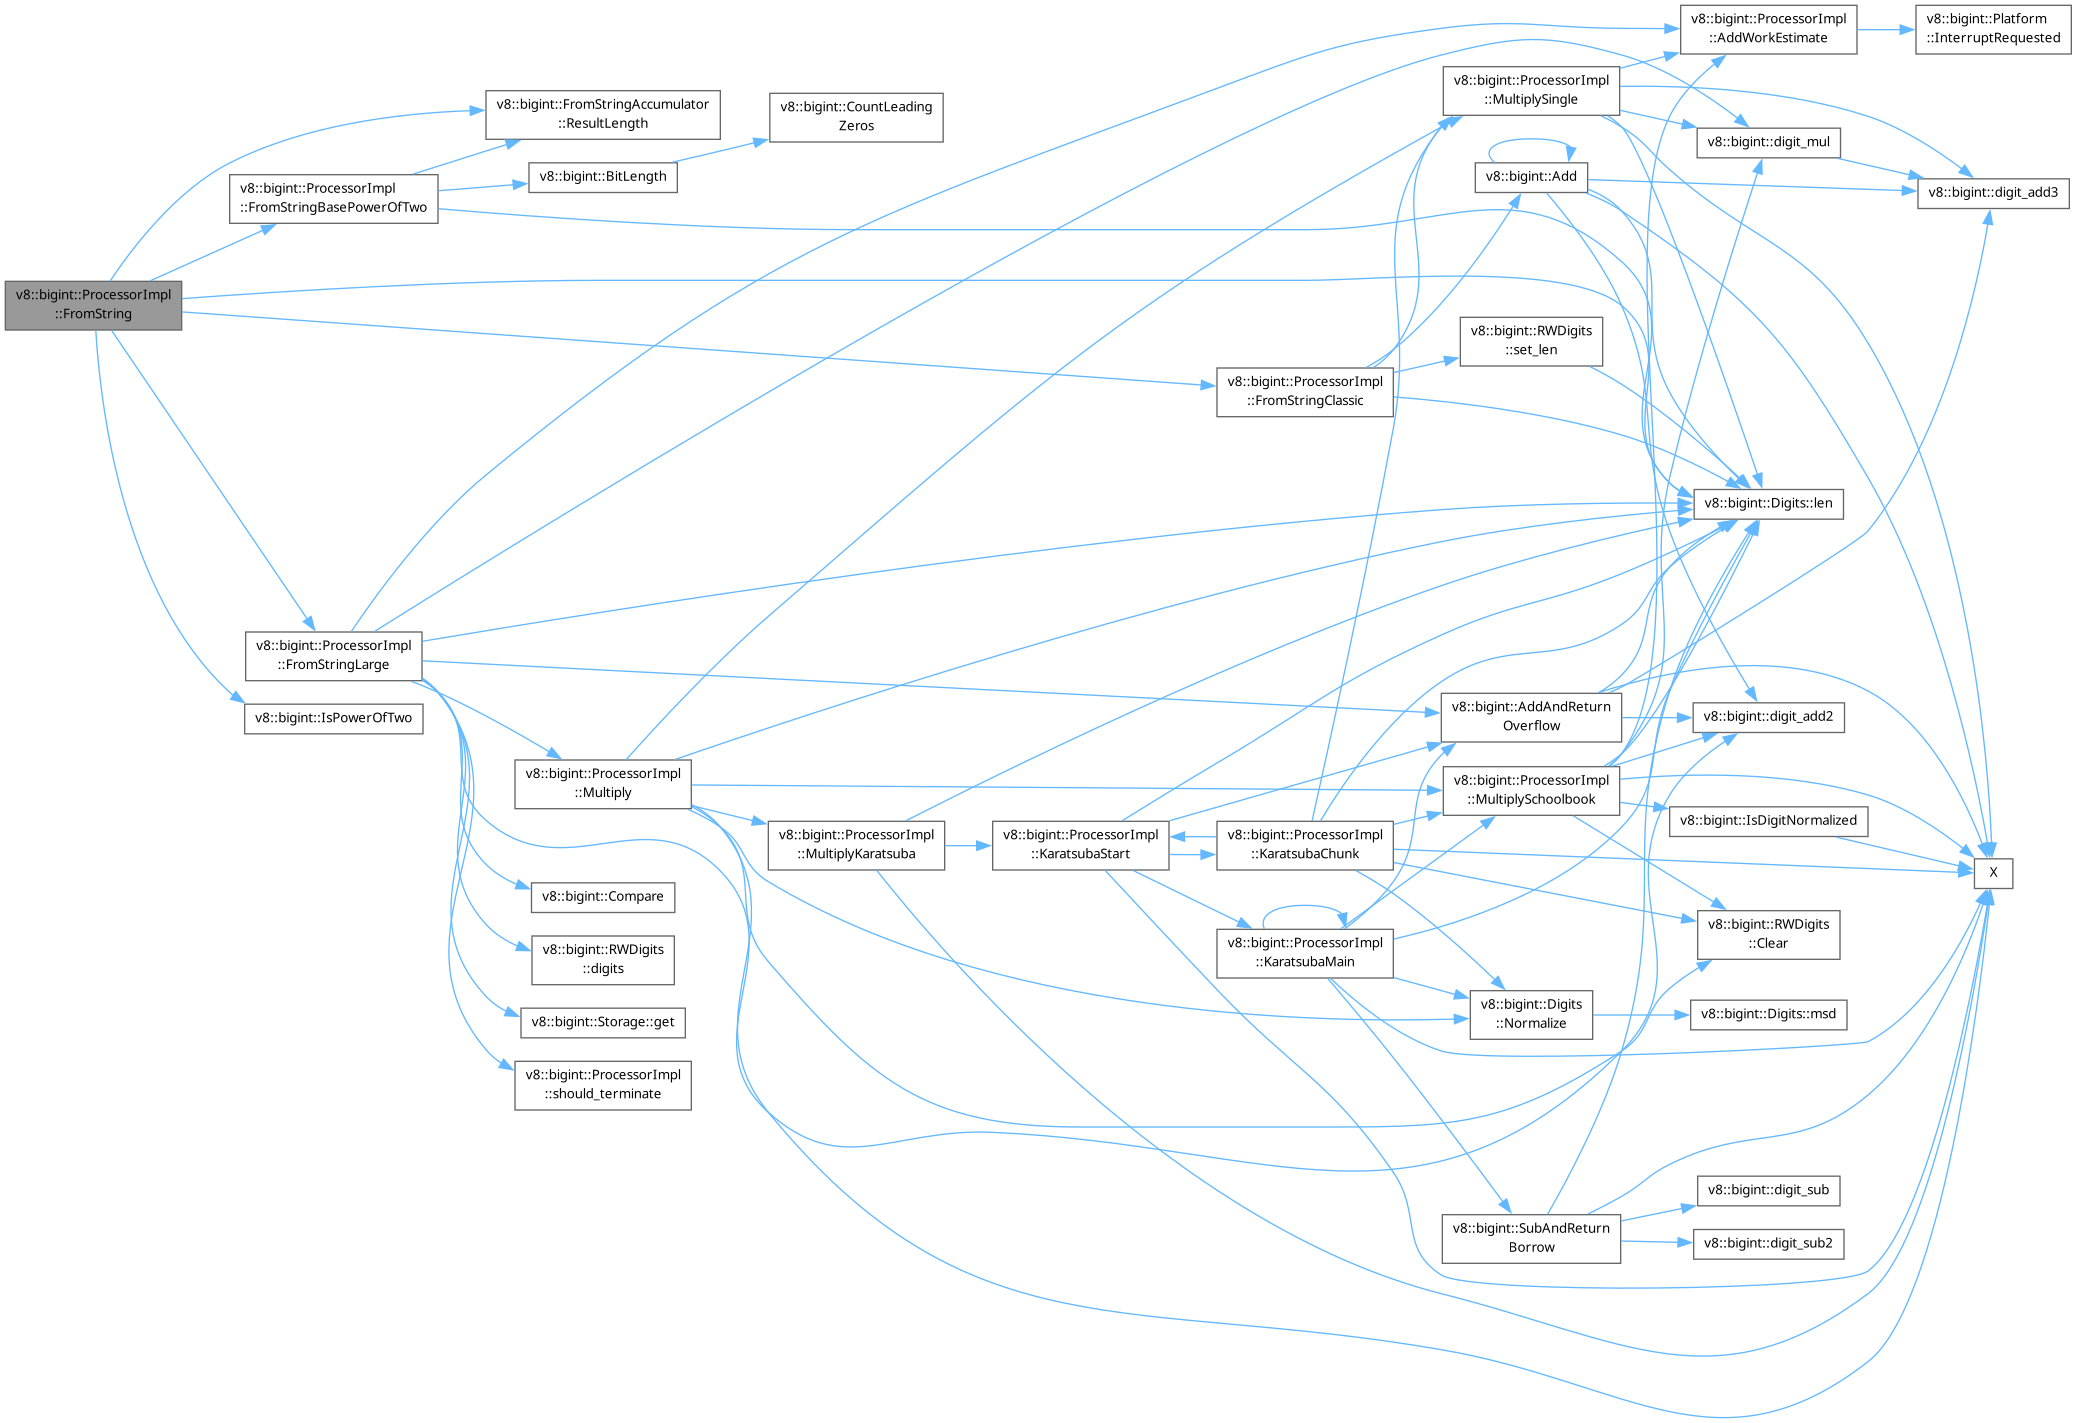 v8::bigint::ProcessorImpl
::FromString
v8::bigint::FromStringAccumulator
::ResultLength
v8::bigint::ProcessorImpl
::FromStringBasePowerOfTwo
v8::bigint::BitLength
v8::bigint::CountLeading
Zeros
v8::bigint::ProcessorImpl
::FromStringLarge
v8::bigint::IsPowerOfTwo
v8::bigint::ProcessorImpl
::Multiply
v8::bigint::Compare
v8::bigint::RWDigits
::digits
v8::bigint::Storage::get
v8::bigint::ProcessorImpl
::should_terminate
v8::bigint::ProcessorImpl
::MultiplyKaratsuba
v8::bigint::ProcessorImpl
::KaratsubaStart
v8::bigint::ProcessorImpl
::FromStringClassic
v8::bigint::ProcessorImpl
::KaratsubaChunk
v8::bigint::ProcessorImpl
::KaratsubaMain
v8::bigint::ProcessorImpl
::MultiplySingle
v8::bigint::Add
v8::bigint::RWDigits
::set_len
v8::bigint::AddAndReturn
Overflow
v8::bigint::ProcessorImpl
::MultiplySchoolbook
v8::bigint::Digits
::Normalize
v8::bigint::SubAndReturn
Borrow
v8::bigint::ProcessorImpl
::AddWorkEstimate
v8::bigint::digit_mul
v8::bigint::Digits::len
v8::bigint::digit_add2
v8::bigint::IsDigitNormalized
v8::bigint::RWDigits
::Clear
v8::bigint::Digits::msd
v8::bigint::digit_sub
v8::bigint::digit_sub2
v8::bigint::Platform
::InterruptRequested
v8::bigint::digit_add3
X